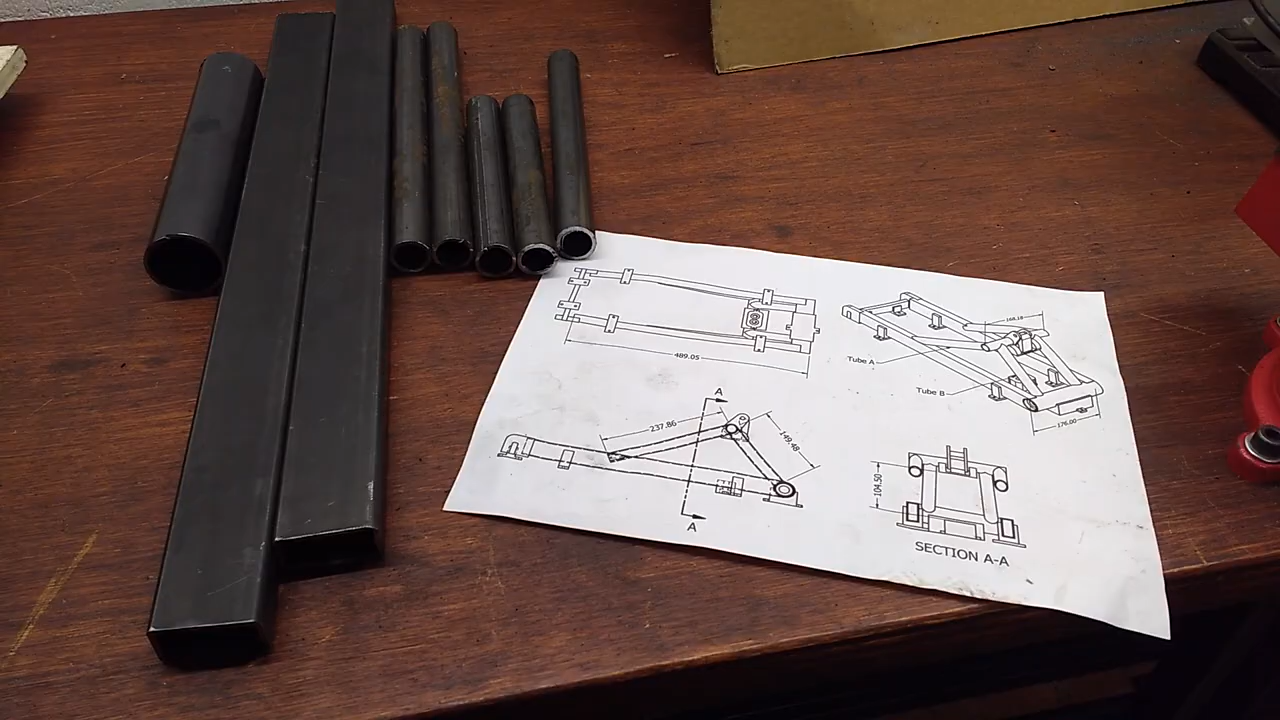 489.05
168.18
Tube A
Tube B
176.00
A
237.86
149.48
A
104.50
SECTION A-A